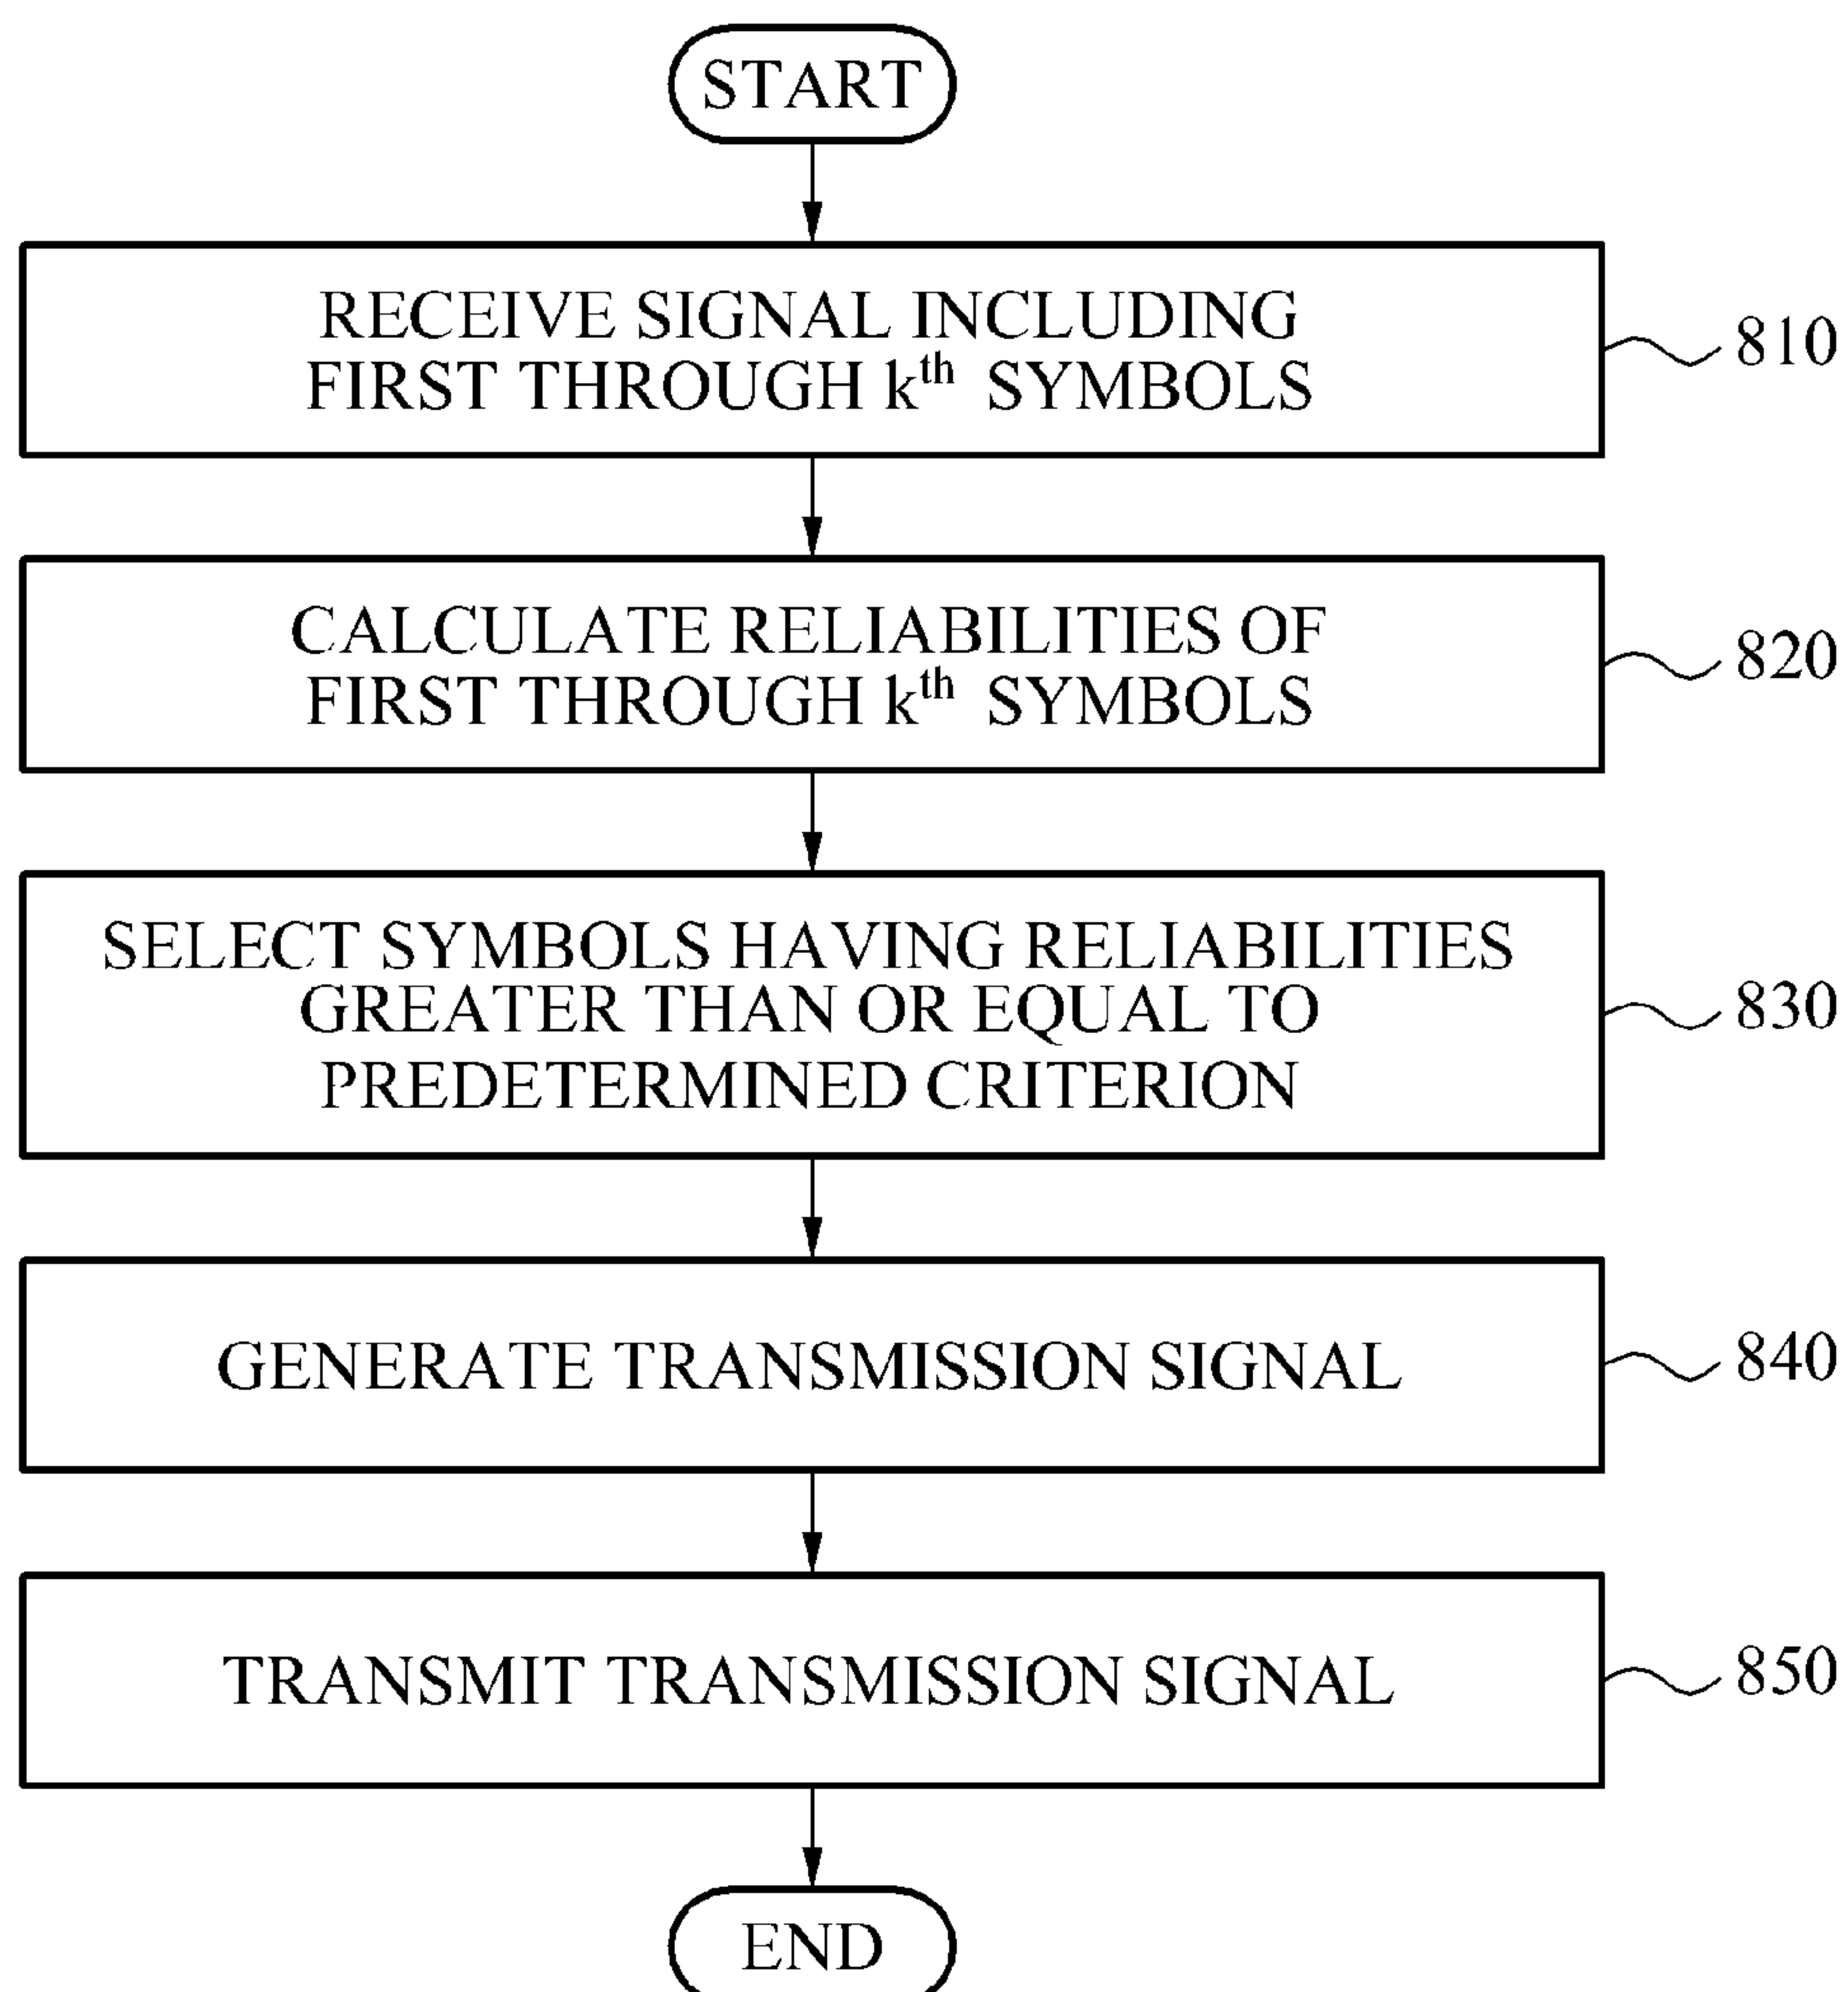 START
RECEIVE SIGNAL INCLUDING
FIRST THROUGH kth SYMBOLS
810
CALCULATE RELIABILITIES OF
FIRST THROUGH kth SYMBOLS
820
SELECT SYMBOLS HAVING RELIABILITIES
GREATER THAN OR EQUAL TO
PREDETERMINED CRITERION
830
GENERATE TRANSMISSION SIGNAL
840
TRANSMIT TRANSMISSION SIGNAL
850
END